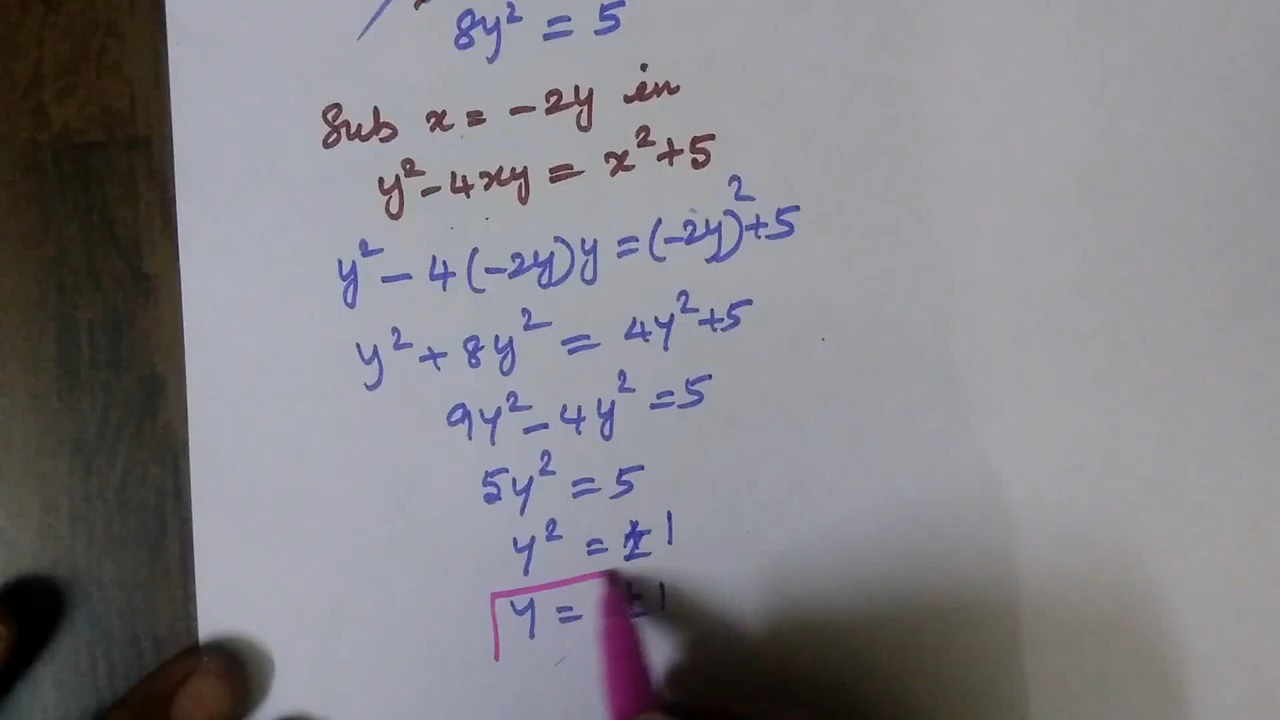 8y² = 5
Sub x = -2y in
y² - 4xy = x² + 5
y² - 4(-2y)y = (-2y)² + 5
y² + 8y² = 4y² + 5
9y² - 4y² = 5
5y² = 5
y² = ± 1
y = ± 1